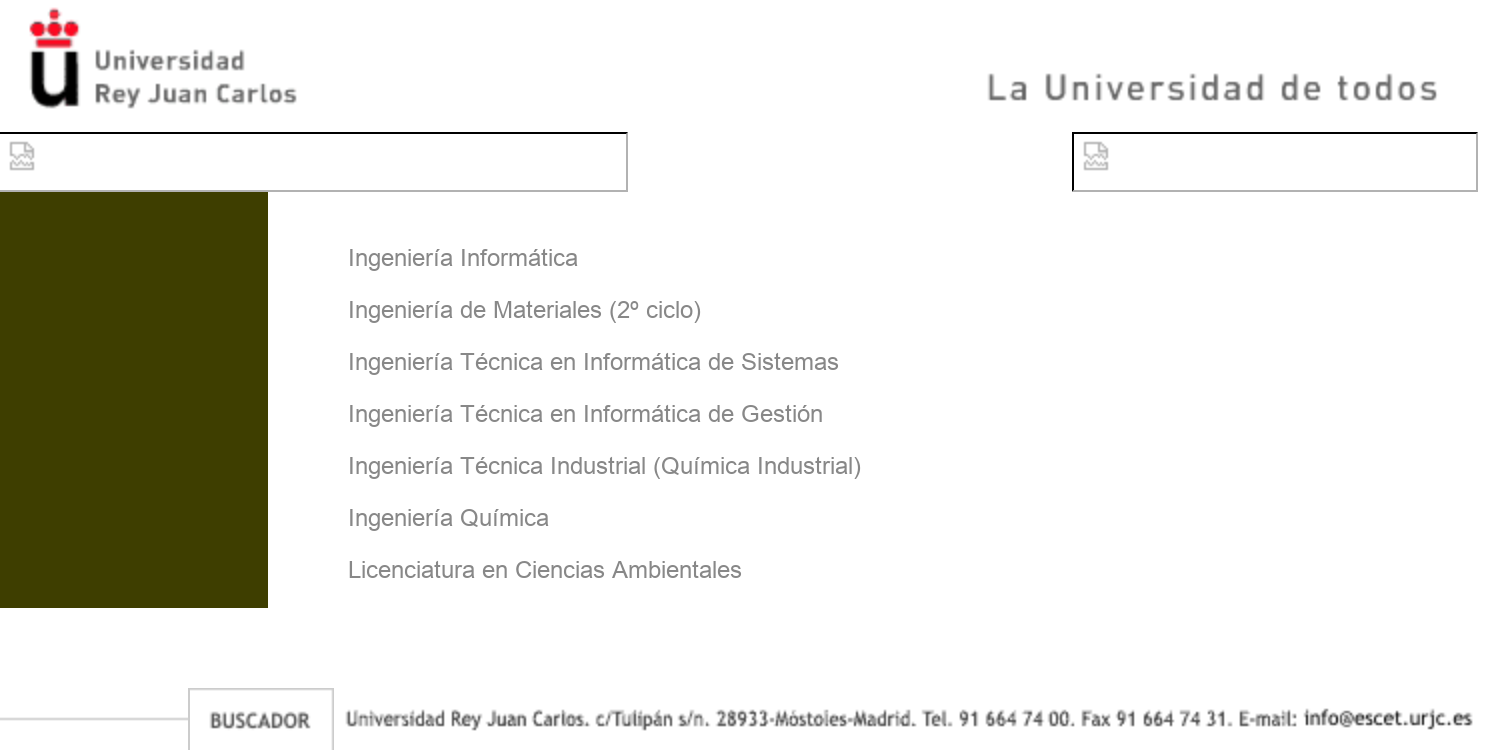 Universidad
Rey Juan Carlos
La Universidad de todos
Ingeniería Informática
Ingeniería de Materiales (2º ciclo)
Ingeniería Técnica en Informática de Sistemas
Ingeniería Técnica en Informática de Gestión
Ingeniería Técnica Industrial (Química Industrial)
Ingeniería Química
Licenciatura en Ciencias Ambientales
BUSCADOR
Universidad Rey Juan Carlos. c/Tulipán s/n. 28933-Móstoles-Madrid. Tel. 91 664 74 00. Fax 91 664 74 31. E-mail: info@escet.urjc.es